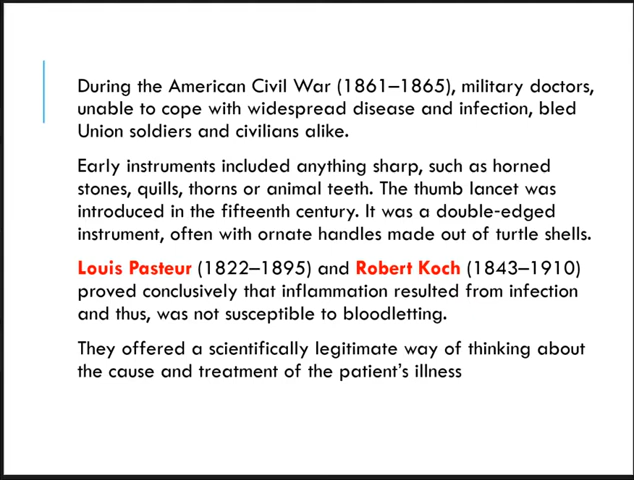 During the American Civil War (1861–1865), military doctors,
unable to cope with widespread disease and infection, bled
Union soldiers and civilians alike.
Early instruments included anything sharp, such as horned
stones, quills, thorns or animal teeth. The thumb lancet was
introduced in the fifteenth century. It was a double-edged
instrument, often with ornate handles made out of turtle shells.
Louis Pasteur (1822–1895) and Robert Koch (1843–1910)
proved conclusively that inflammation resulted from infection
and thus, was not susceptible to bloodletting.
They offered a scientifically legitimate way of thinking about
the cause and treatment of the patient's illness